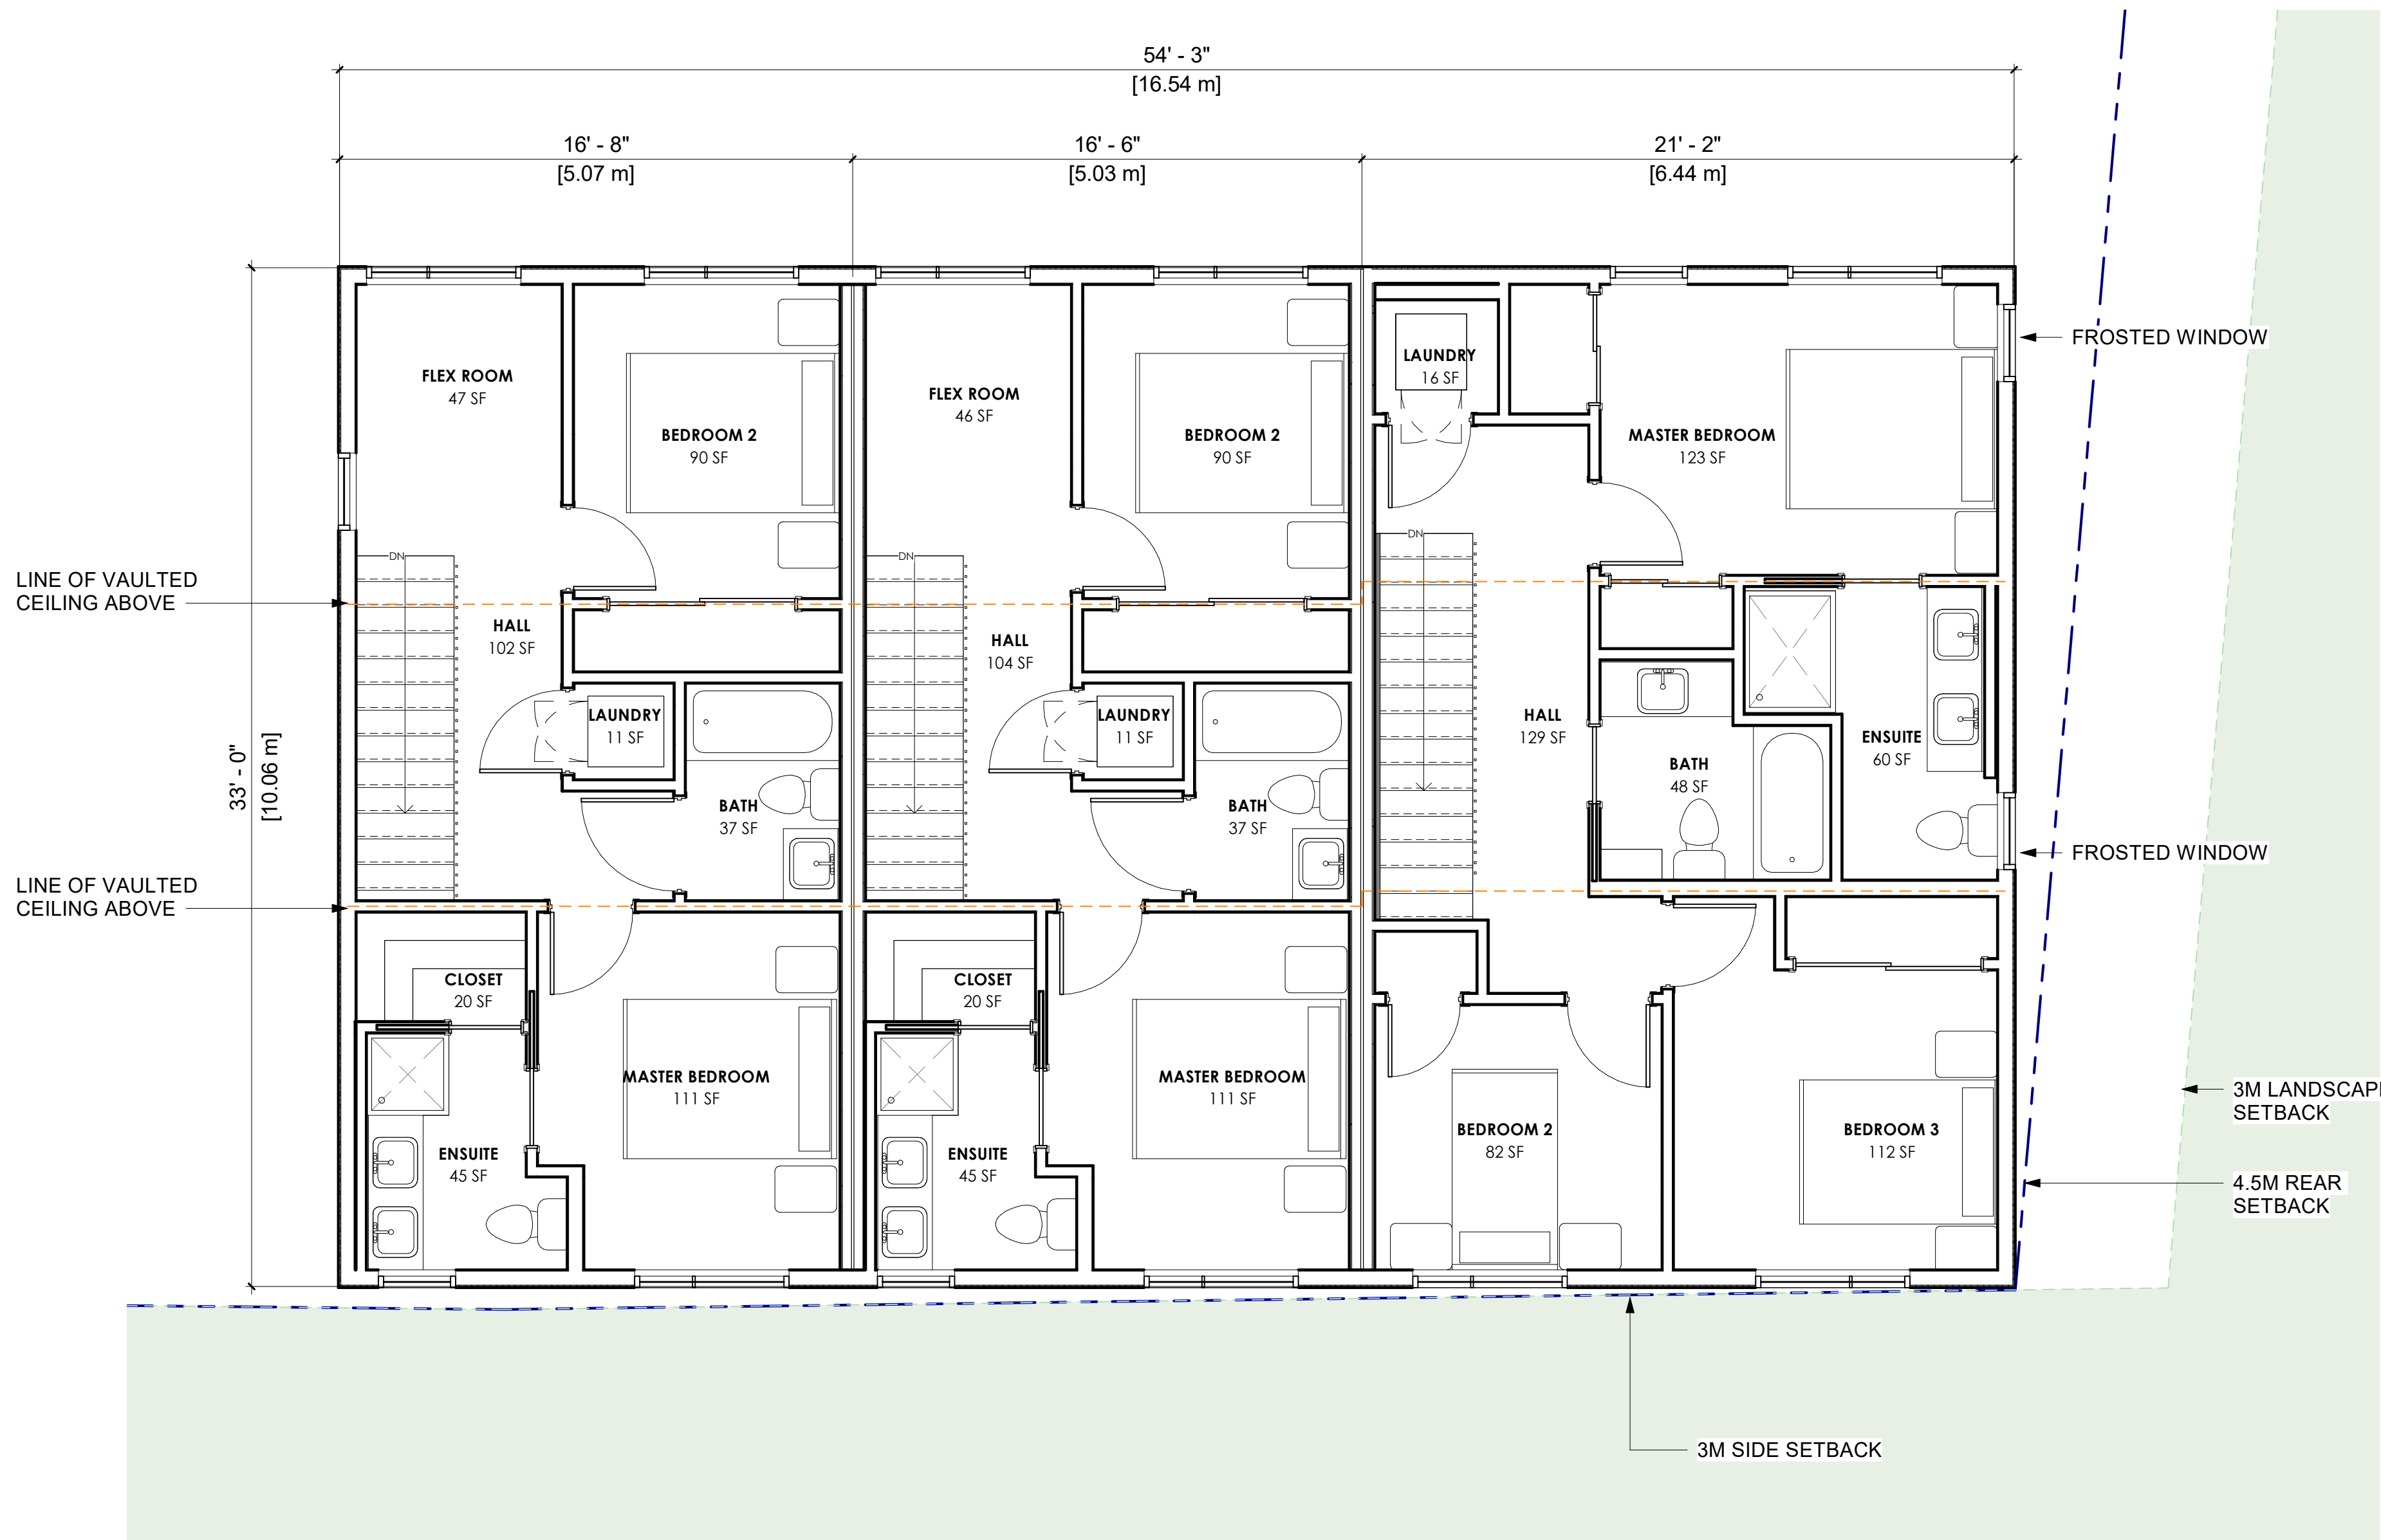 54' - 3"
[16.54 m]
16' - 8"
[5.07 m]
16' - 6"
[5.03 m]
21' - 2"
[6.44 m]
33' - 0"
[10.06 m]
LINE OF VAULTED
CEILING ABOVE
LINE OF VAULTED
CEILING ABOVE
FLEX ROOM
47 SF
BEDROOM 2
90 SF
DN
HALL
102 SF
LAUNDRY
11 SF
BATH
37 SF
CLOSET
20 SF
MASTER BEDROOM
111 SF
ENSUITE
45 SF
FLEX ROOM
46 SF
BEDROOM 2
90 SF
DN
HALL
104 SF
LAUNDRY
11 SF
BATH
37 SF
CLOSET
20 SF
MASTER BEDROOM
111 SF
ENSUITE
45 SF
LAUNDRY
16 SF
MASTER BEDROOM
123 SF
DN
HALL
129 SF
BATH
48 SF
ENSUITE
60 SF
BEDROOM 2
82 SF
BEDROOM 3
112 SF
FROSTED WINDOW
FROSTED WINDOW
3M LANDSCAP
SETBACK
4.5M REAR
SETBACK
3M SIDE SETBACK